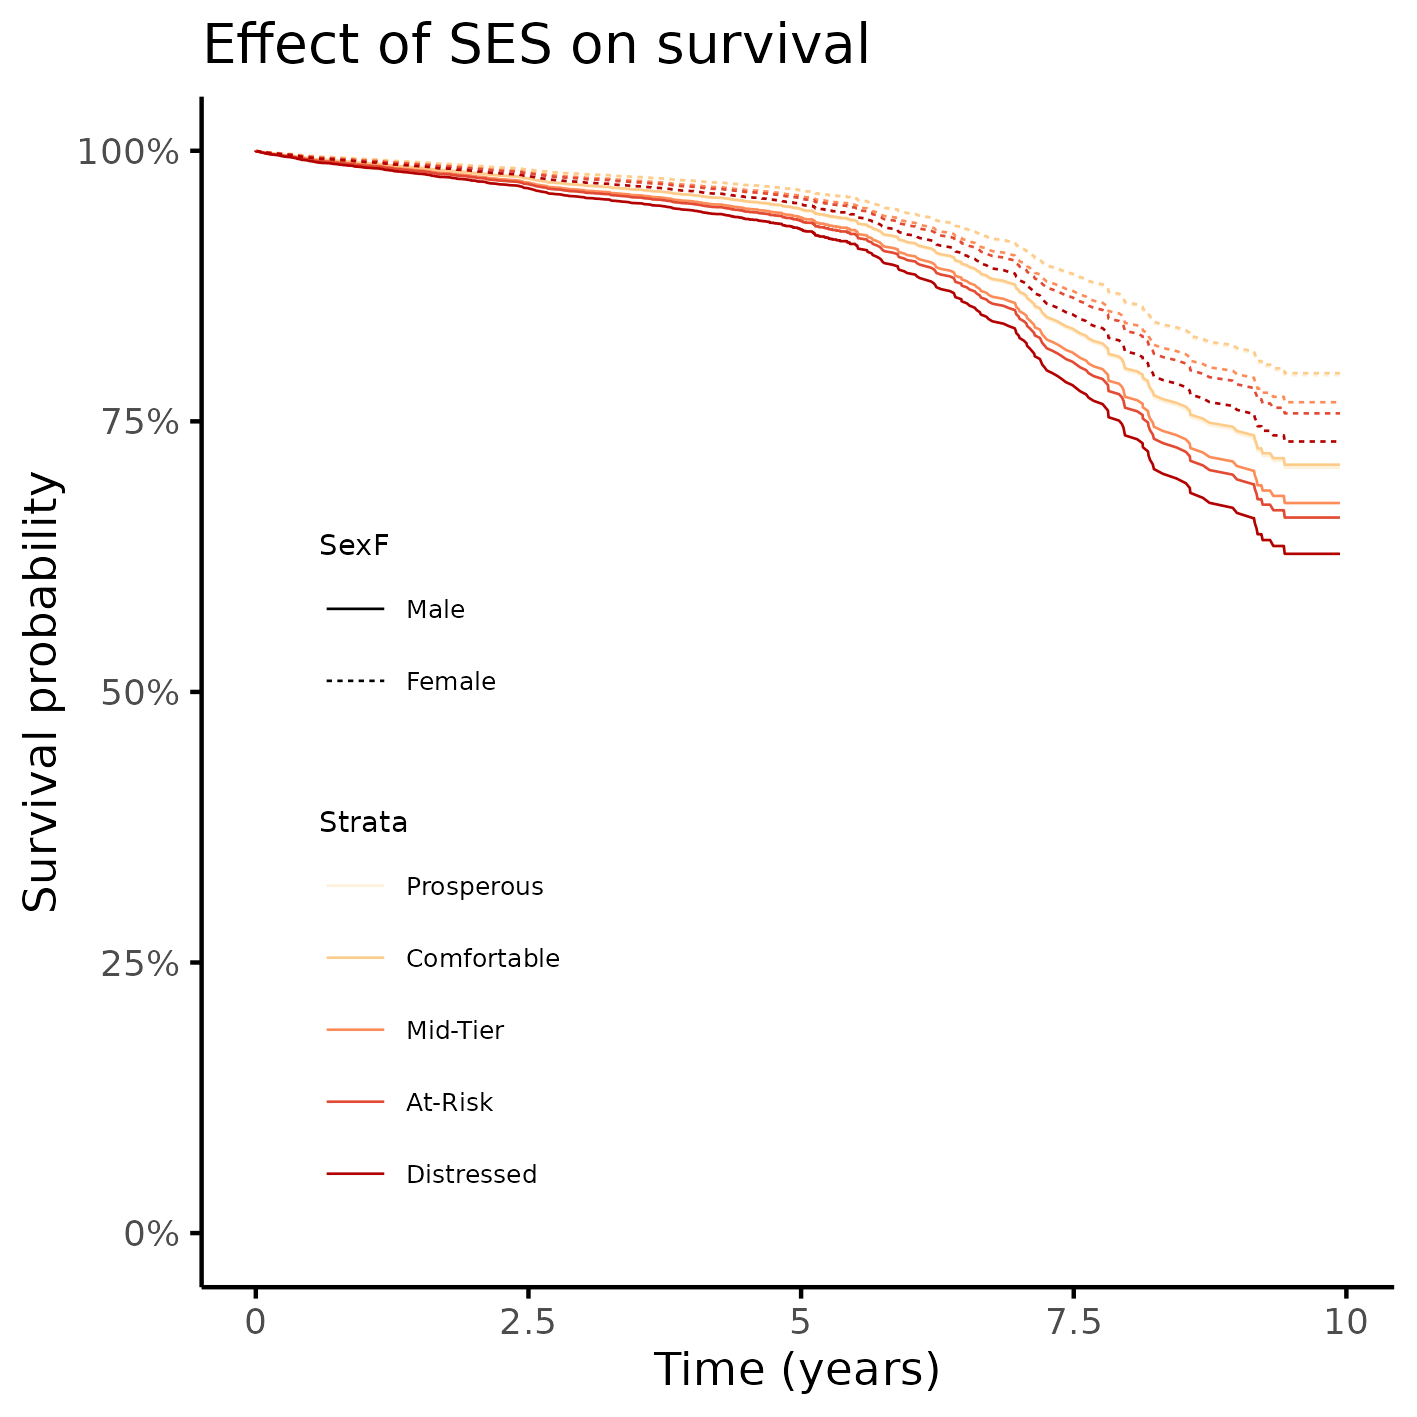 Effect of SES on survival
100%
75%
50%
25%
0%
Survival probability
SexF
Male
Female
Strata
Prosperous
Comfortable
Mid-Tier
At-Risk
Distressed
0 2.5 5 7.5 10
Time (years)